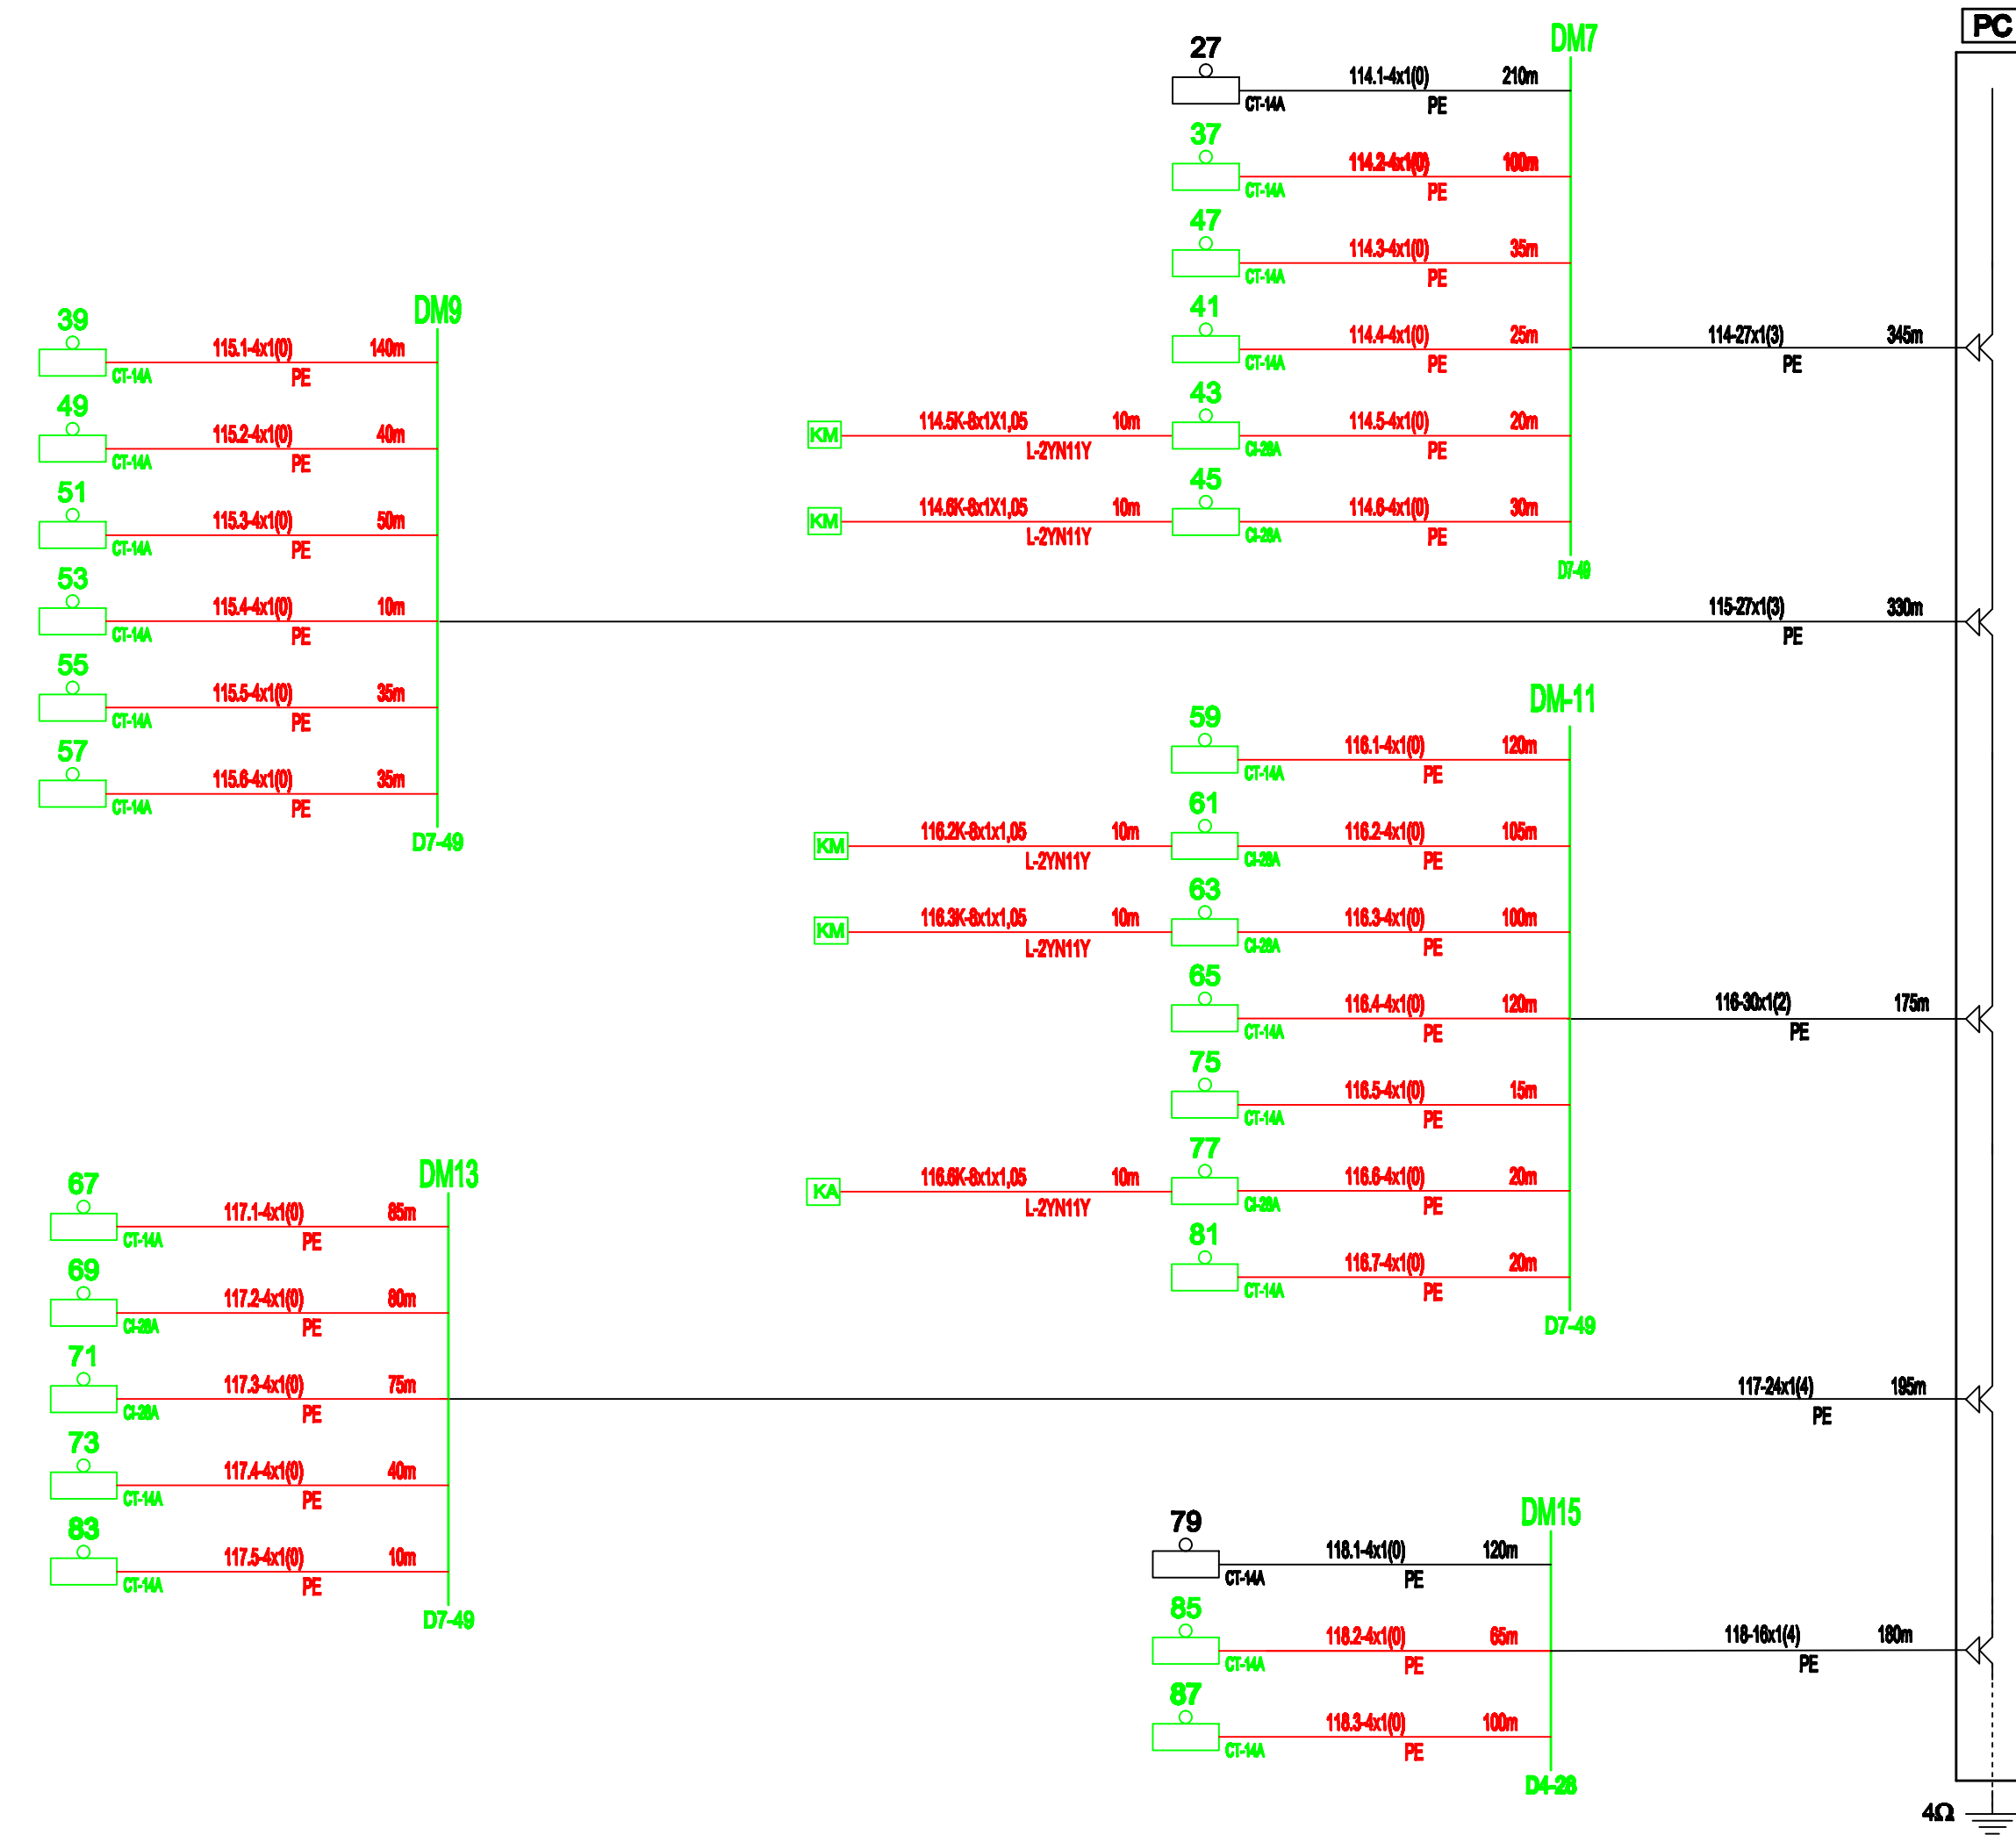 PC
DM7
27
114.1-4x1(0) 210m
CT-14A PE
37
114.2-4x1(0) 100m
CT-14A PE
47
114.3-4x1(0) 35m
CT-14A PE
41
114.4-4x1(0) 25m
CT-14A PE
114-27x1(3) 345m
PE
43
KM 114.5K-8x1X1,05 10m 114.5-4x1(0) 20m
L-2YN11Y CI-28A PE
45
KM 114.6K-8x1X1,05 10m 114.6-4x1(0) 30m
L-2YN11Y CI-28A PE
D7-49
DM9
39
115.1-4x1(0) 140m
CT-14A PE
49
115.2-4x1(0) 40m
CT-14A PE
51
115.3-4x1(0) 50m
CT-14A PE
53
115.4-4x1(0) 10m
CT-14A PE
115-27x1(3) 330m
PE
55
115.5-4x1(0) 35m
CT-14A PE
57
115.6-4x1(0) 35m
CT-14A PE
D7-49
DM-11
59
116.1-4x1(0) 120m
CT-14A PE
61
KM 116.2K-8x1x1,05 10m 116.2-4x1(0) 105m
L-2YN11Y CI-28A PE
63
KM 116.3K-8x1x1,05 10m 116.3-4x1(0) 100m
L-2YN11Y CI-28A PE
65
116.4-4x1(0) 120m
CT-14A PE
116-30x1(2) 175m
PE
75
116.5-4x1(0) 15m
CT-14A PE
77
KA 116.6K-8x1x1,05 10m 116.6-4x1(0) 20m
L-2YN11Y CI-28A PE
81
116.7-4x1(0) 20m
CT-14A PE
D7-49
DM13
67
117.1-4x1(0) 85m
CT-14A PE
69
117.2-4x1(0) 80m
CI-28A PE
71
117.3-4x1(0) 75m
CI-28A PE
117-24x1(4) 195m
PE
73
117.4-4x1(0) 40m
CT-14A PE
83
117.5-4x1(0) 10m
CT-14A PE
D7-49
DM15
79
118.1-4x1(0) 120m
CT-14A PE
85
118.2-4x1(0) 65m
CT-14A PE
118-16x1(4) 180m
PE
87
118.3-4x1(0) 100m
CT-14A PE
D4-28
4Ω